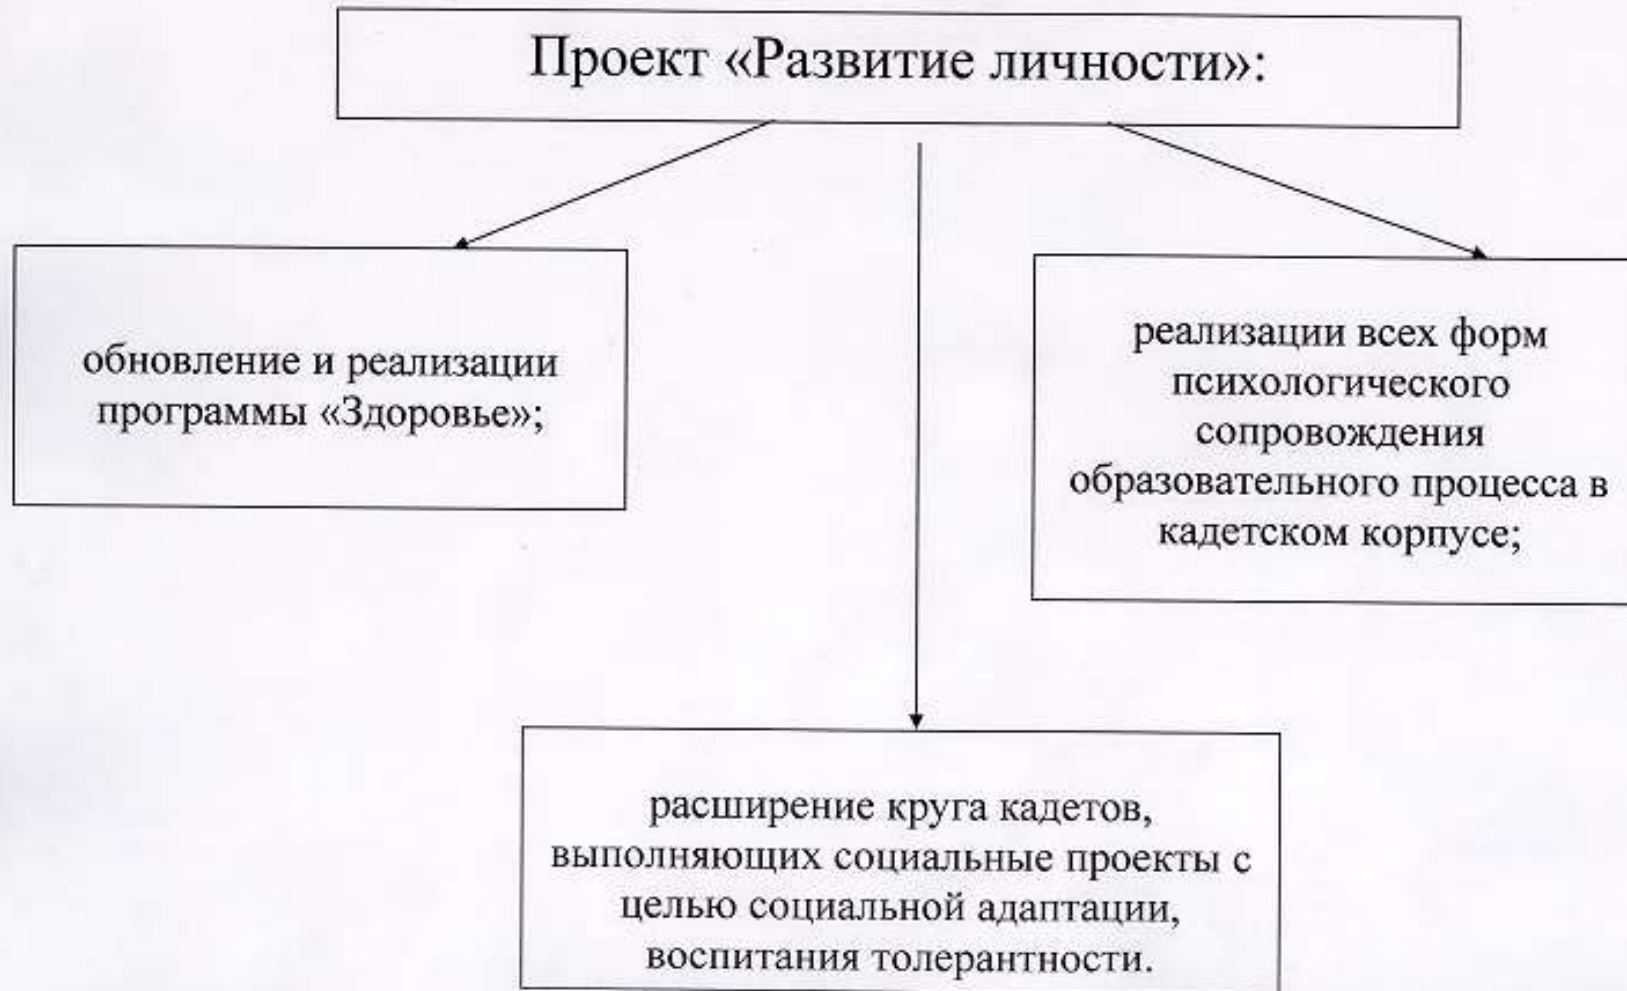 Проект «Развитие личности»:
обновление и реализации
программы «Здоровье»;
реализации всех форм
психологического
сопровождения
образовательного процесса в
кадетском корпусе;
расширение круга кадетов,
выполняющих социальные проекты с
целью социальной адаптации,
воспитания толерантности.